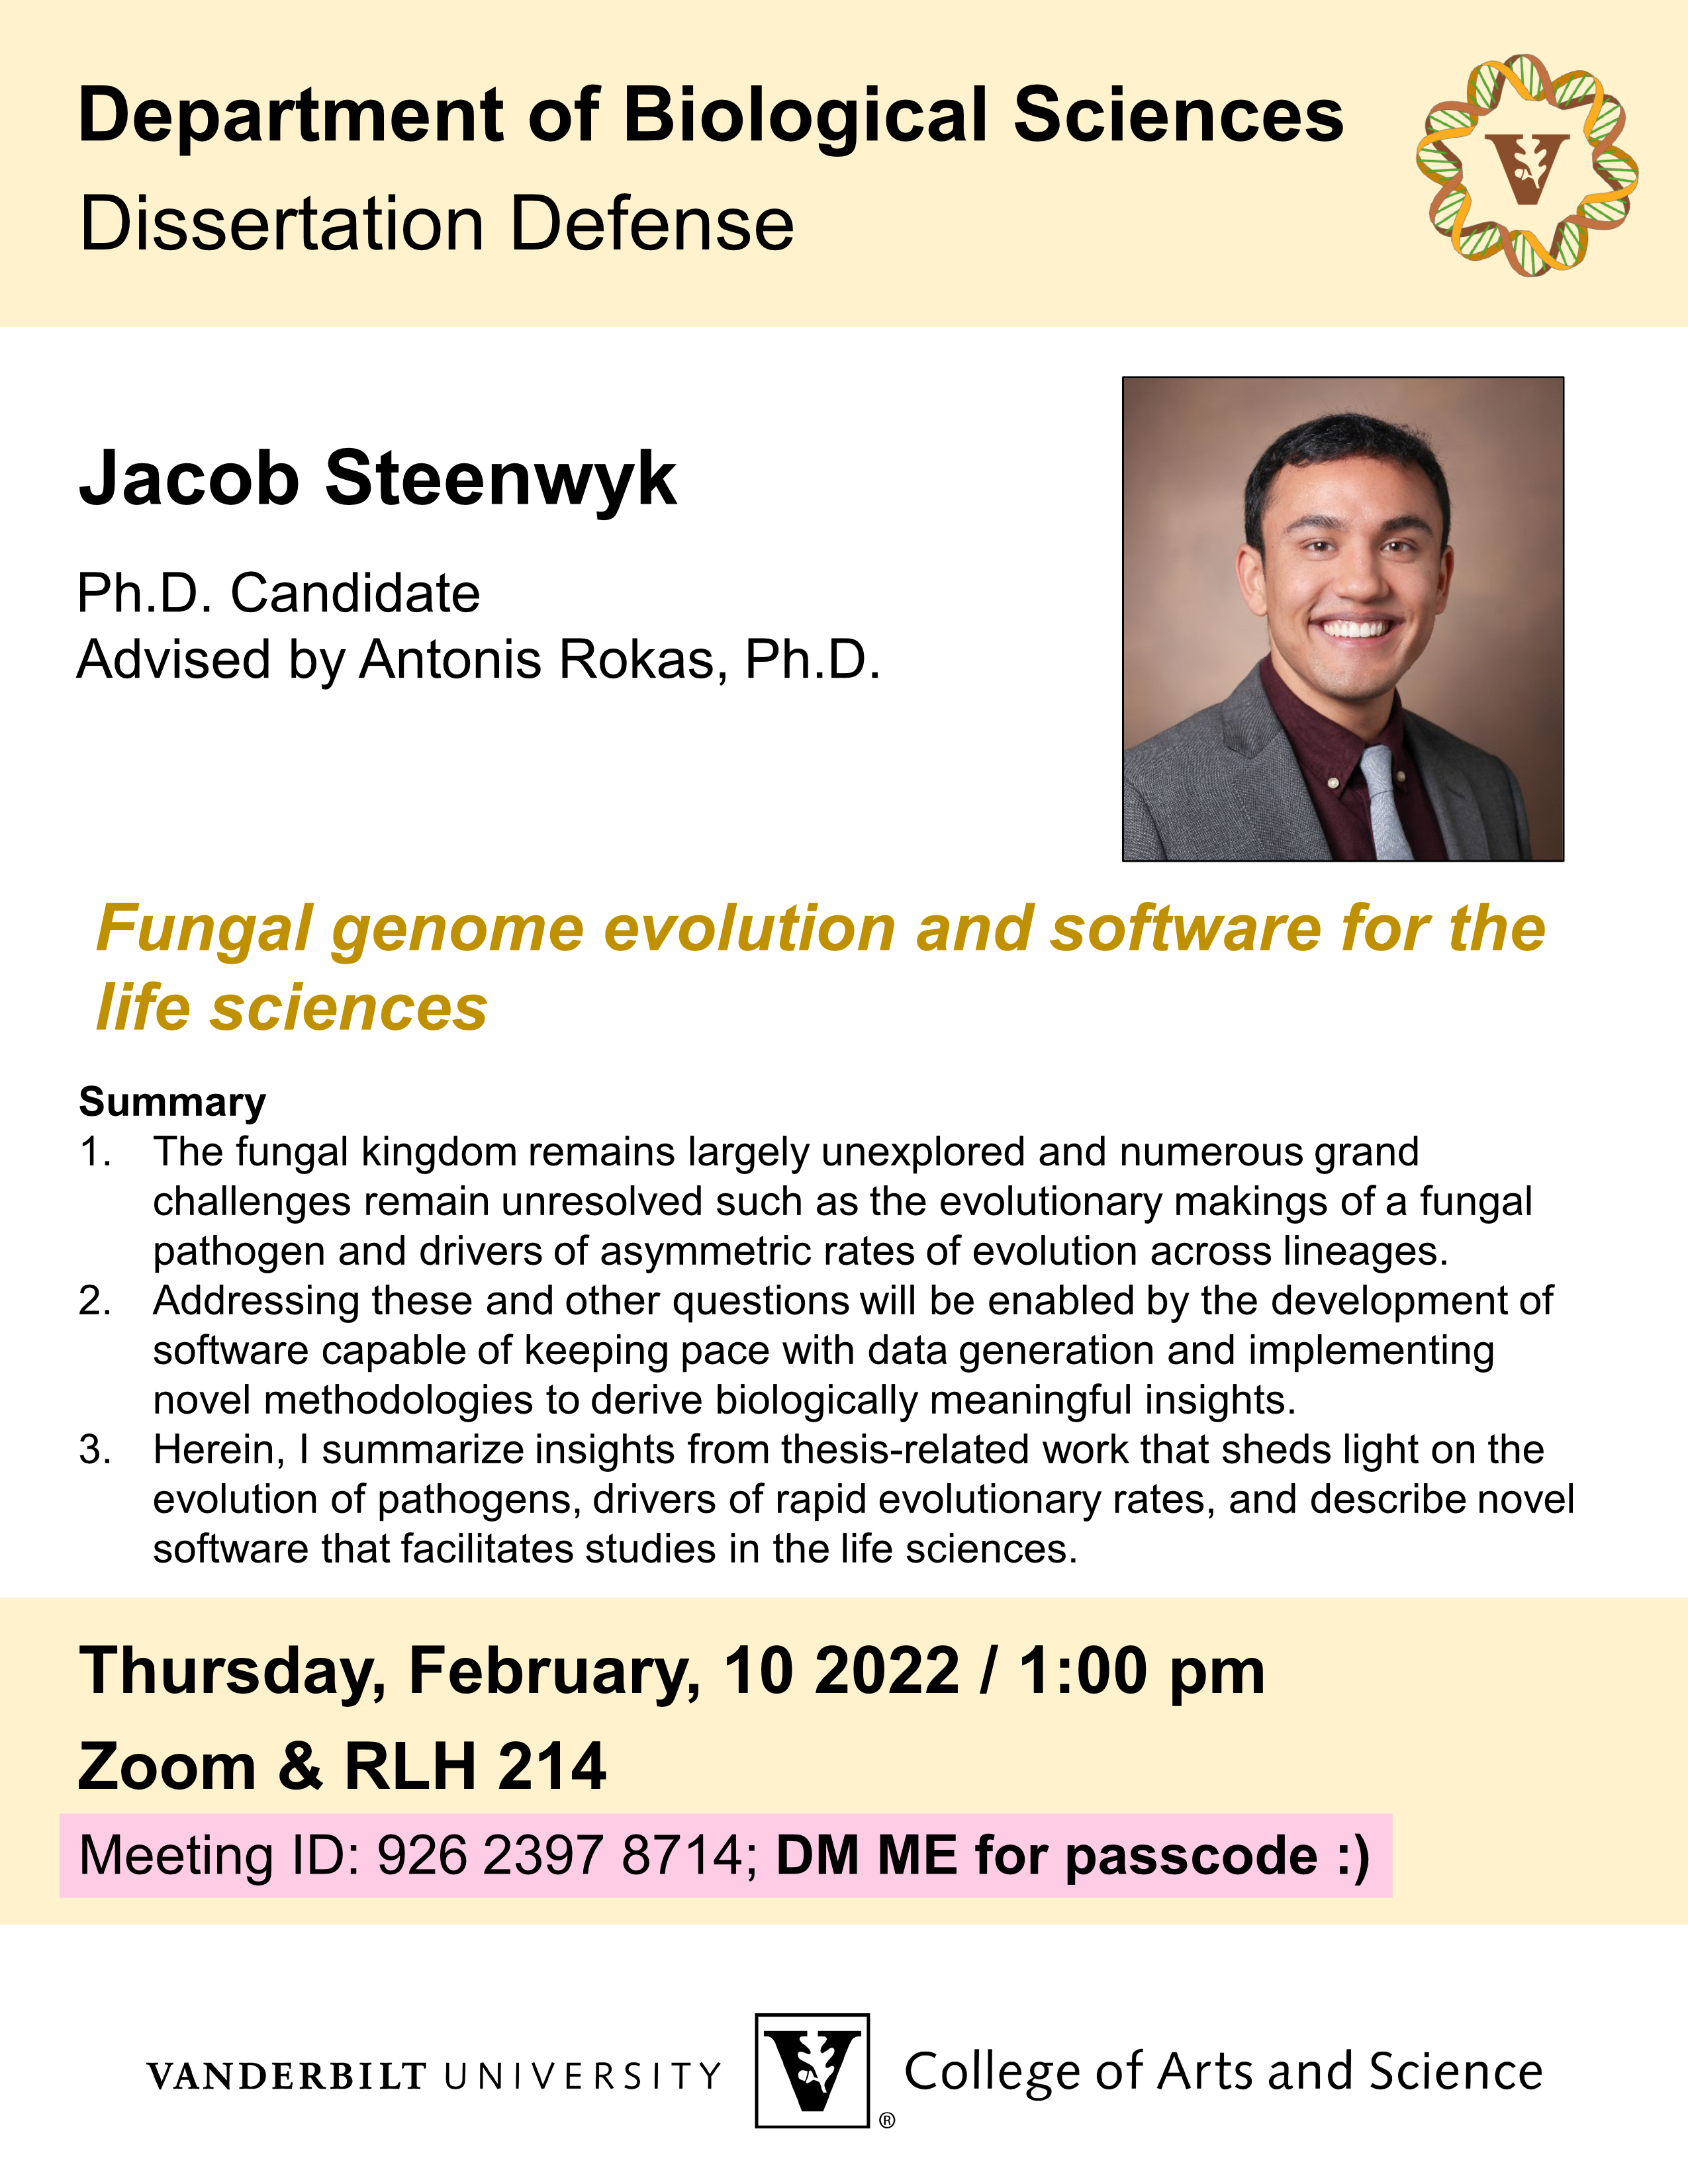 Department of Biological Sciences
Dissertation Defense
V
Jacob Steenwyk
Ph.D. Candidate
Advised by Antonis Rokas, Ph.D.
Fungal genome evolution and software for the
life sciences
Summary
1. The fungal kingdom remains largely unexplored and numerous grand
challenges remain unresolved such as the evolutionary makings of a fungal
pathogen and drivers of asymmetric rates of evolution across lineages.
2. Addressing these and other questions will be enabled by the development of
software capable of keeping pace with data generation and implementing
novel methodologies to derive biologically meaningful insights.
3. Herein, I summarize insights from thesis-related work that sheds light on the
evolution of pathogens, drivers of rapid evolutionary rates, and describe novel
software that facilitates studies in the life sciences.
Thursday, February, 10 2022 / 1:00 pm
Zoom & RLH 214
Meeting ID: 926 2397 8714; DM ME for passcode :)
VANDERBILT UNIVERSITY V ® College of Arts and Science